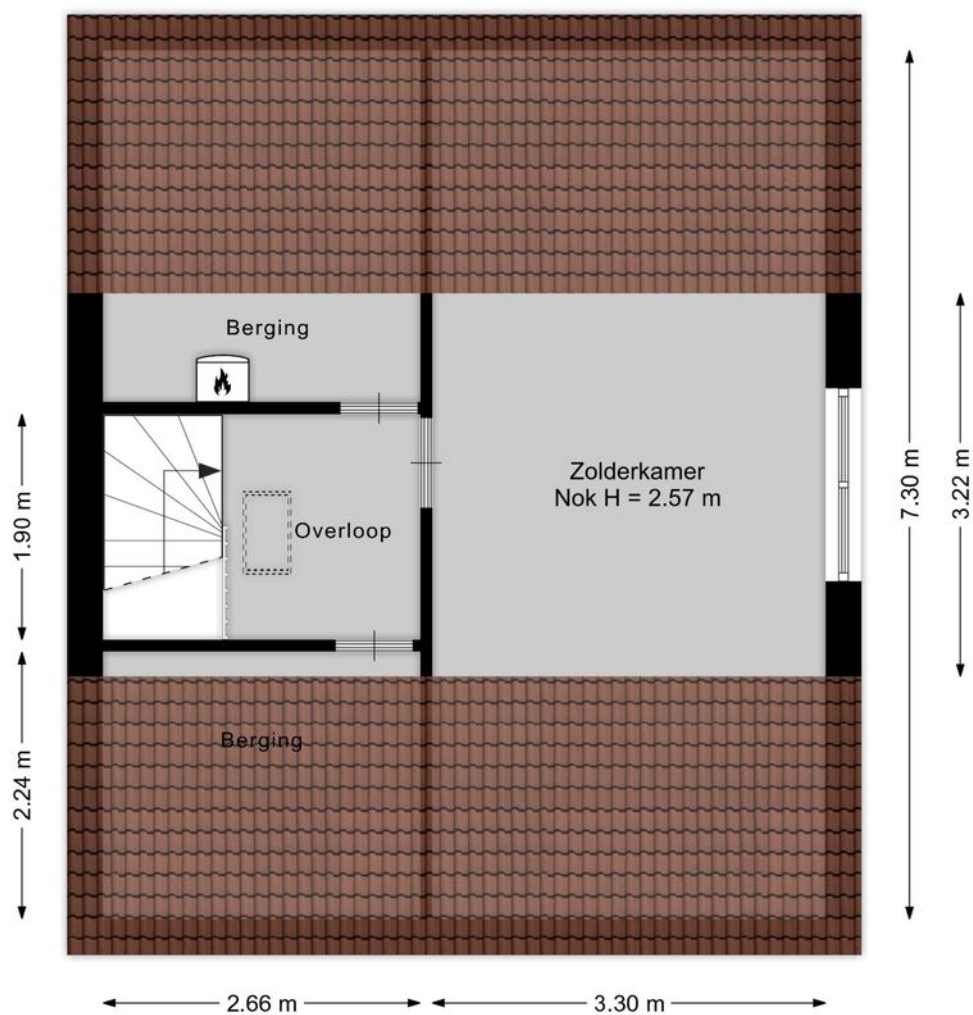 Berging
Zolderkamer
Nok H = 2.57 m
Overloop
Berging
1.90 m
2.24 m
7.30 m
3.22 m
2.66 m
3.30 m